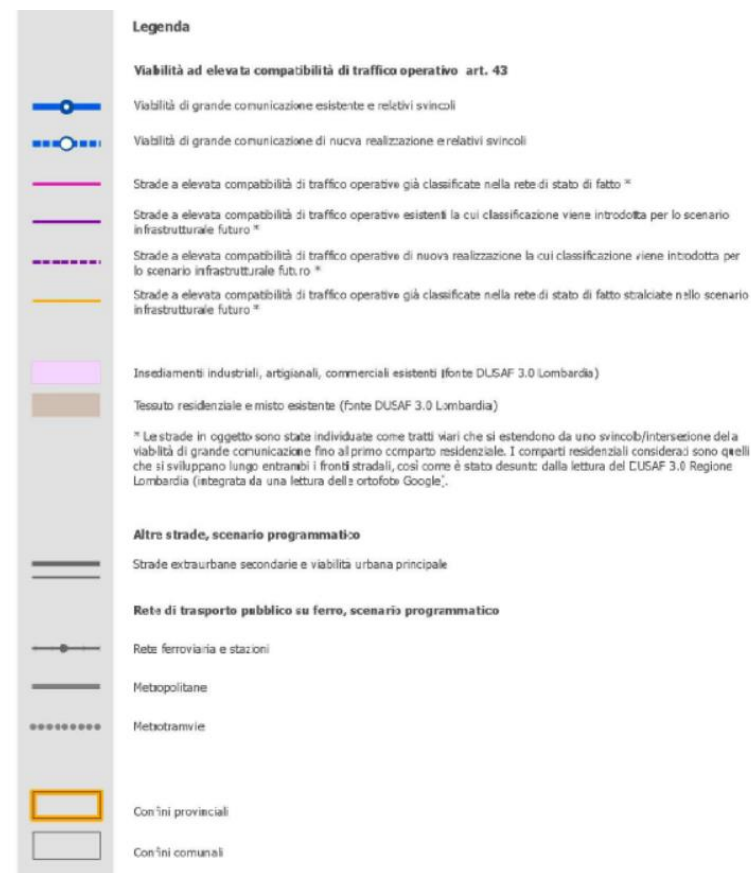 Legenda
Viabilità ad elevata compatibilità di traffico operativo art. 43
Viabilità di grande comunicazione esistente e relativi svincoli
Viabilità di grande comunicazione di nuova realizzazione e relativi svincoli
Strade a elevata compatibilità di traffico operativo già classificate nella rete di stato di fatto *
Strade a elevata compatibilità di traffico operativo esistenti la cui classificazione viene introdotta per lo scenario
infrastrutturale futuro *
Strade a elevata compatibilità di traffico operativo di nuova realizzazione la cui classificazione viene introdotta per
lo scenario infrastrutturale futuro *
Strade a elevata compatibilità di traffico operativo già classificate nella rete di stato di fatto stralciate nello scenario
infrastrutturale futuro *
Insediamenti industriali, artigianali, commerciali esistenti (fonte DUSAF 3.0 Lombardia)
Tessuto residenziale e misto esistente (fonte DUSAF 3.0 Lombardia)
* Le strade in oggetto sono state individuate come tratti viari che si estendono da uno svincolo/intersezione della
viabilità di grande comunicazione fino al primo comparto residenziale. I comparti residenziali considerati sono quelli
che si sviluppano lungo entrambi i fronti stradali, così come è stato desunto dalla lettura del DUSAF 3.0 Regione
Lombardia (integrata da una lettura delle ortofoto Google).
Altre strade, scenario programmatico
Strade extraurbane secondarie e viabilità urbana principale
Rete di trasporto pubblico su ferro, scenario programmatico
Rete ferroviaria e stazioni
Metropolitane
Metrotramvie
Confini provinciali
Confini comunali